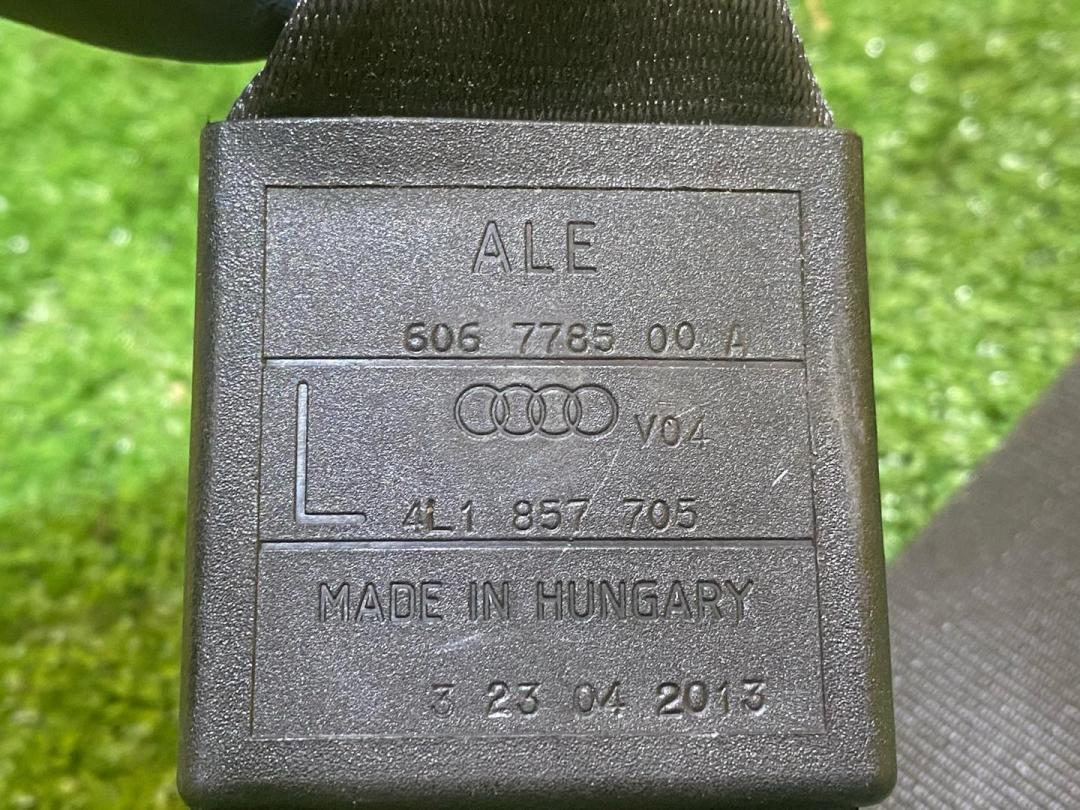 ALE
606 7785 00 A
V04
L
4L1 857 705
MADE IN HUNGARY
3 23 04 2013